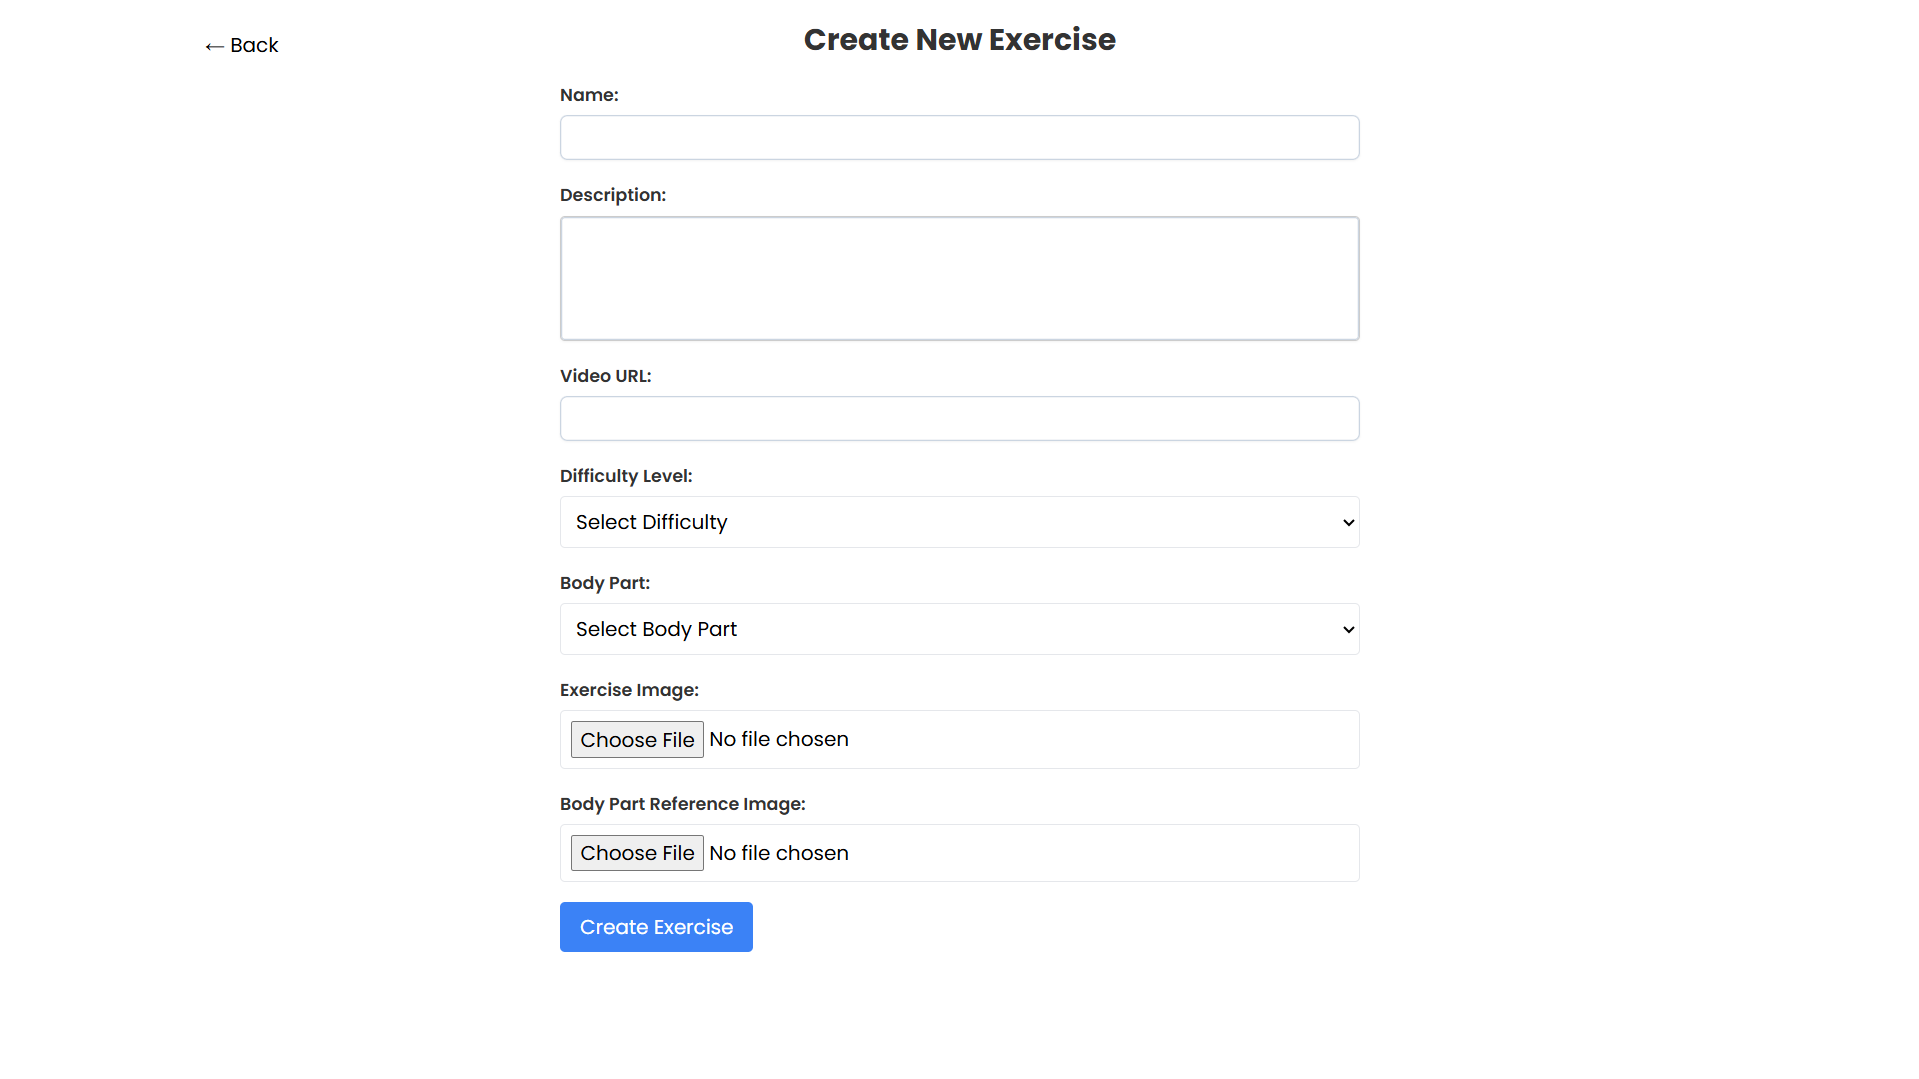 ← Back
Create New Exercise
Name:
Description:
Video URL:
Difficulty Level:
Select Difficulty
Body Part:
Select Body Part
Exercise Image:
Choose File No file chosen
Body Part Reference Image:
Choose File No file chosen
Create Exercise